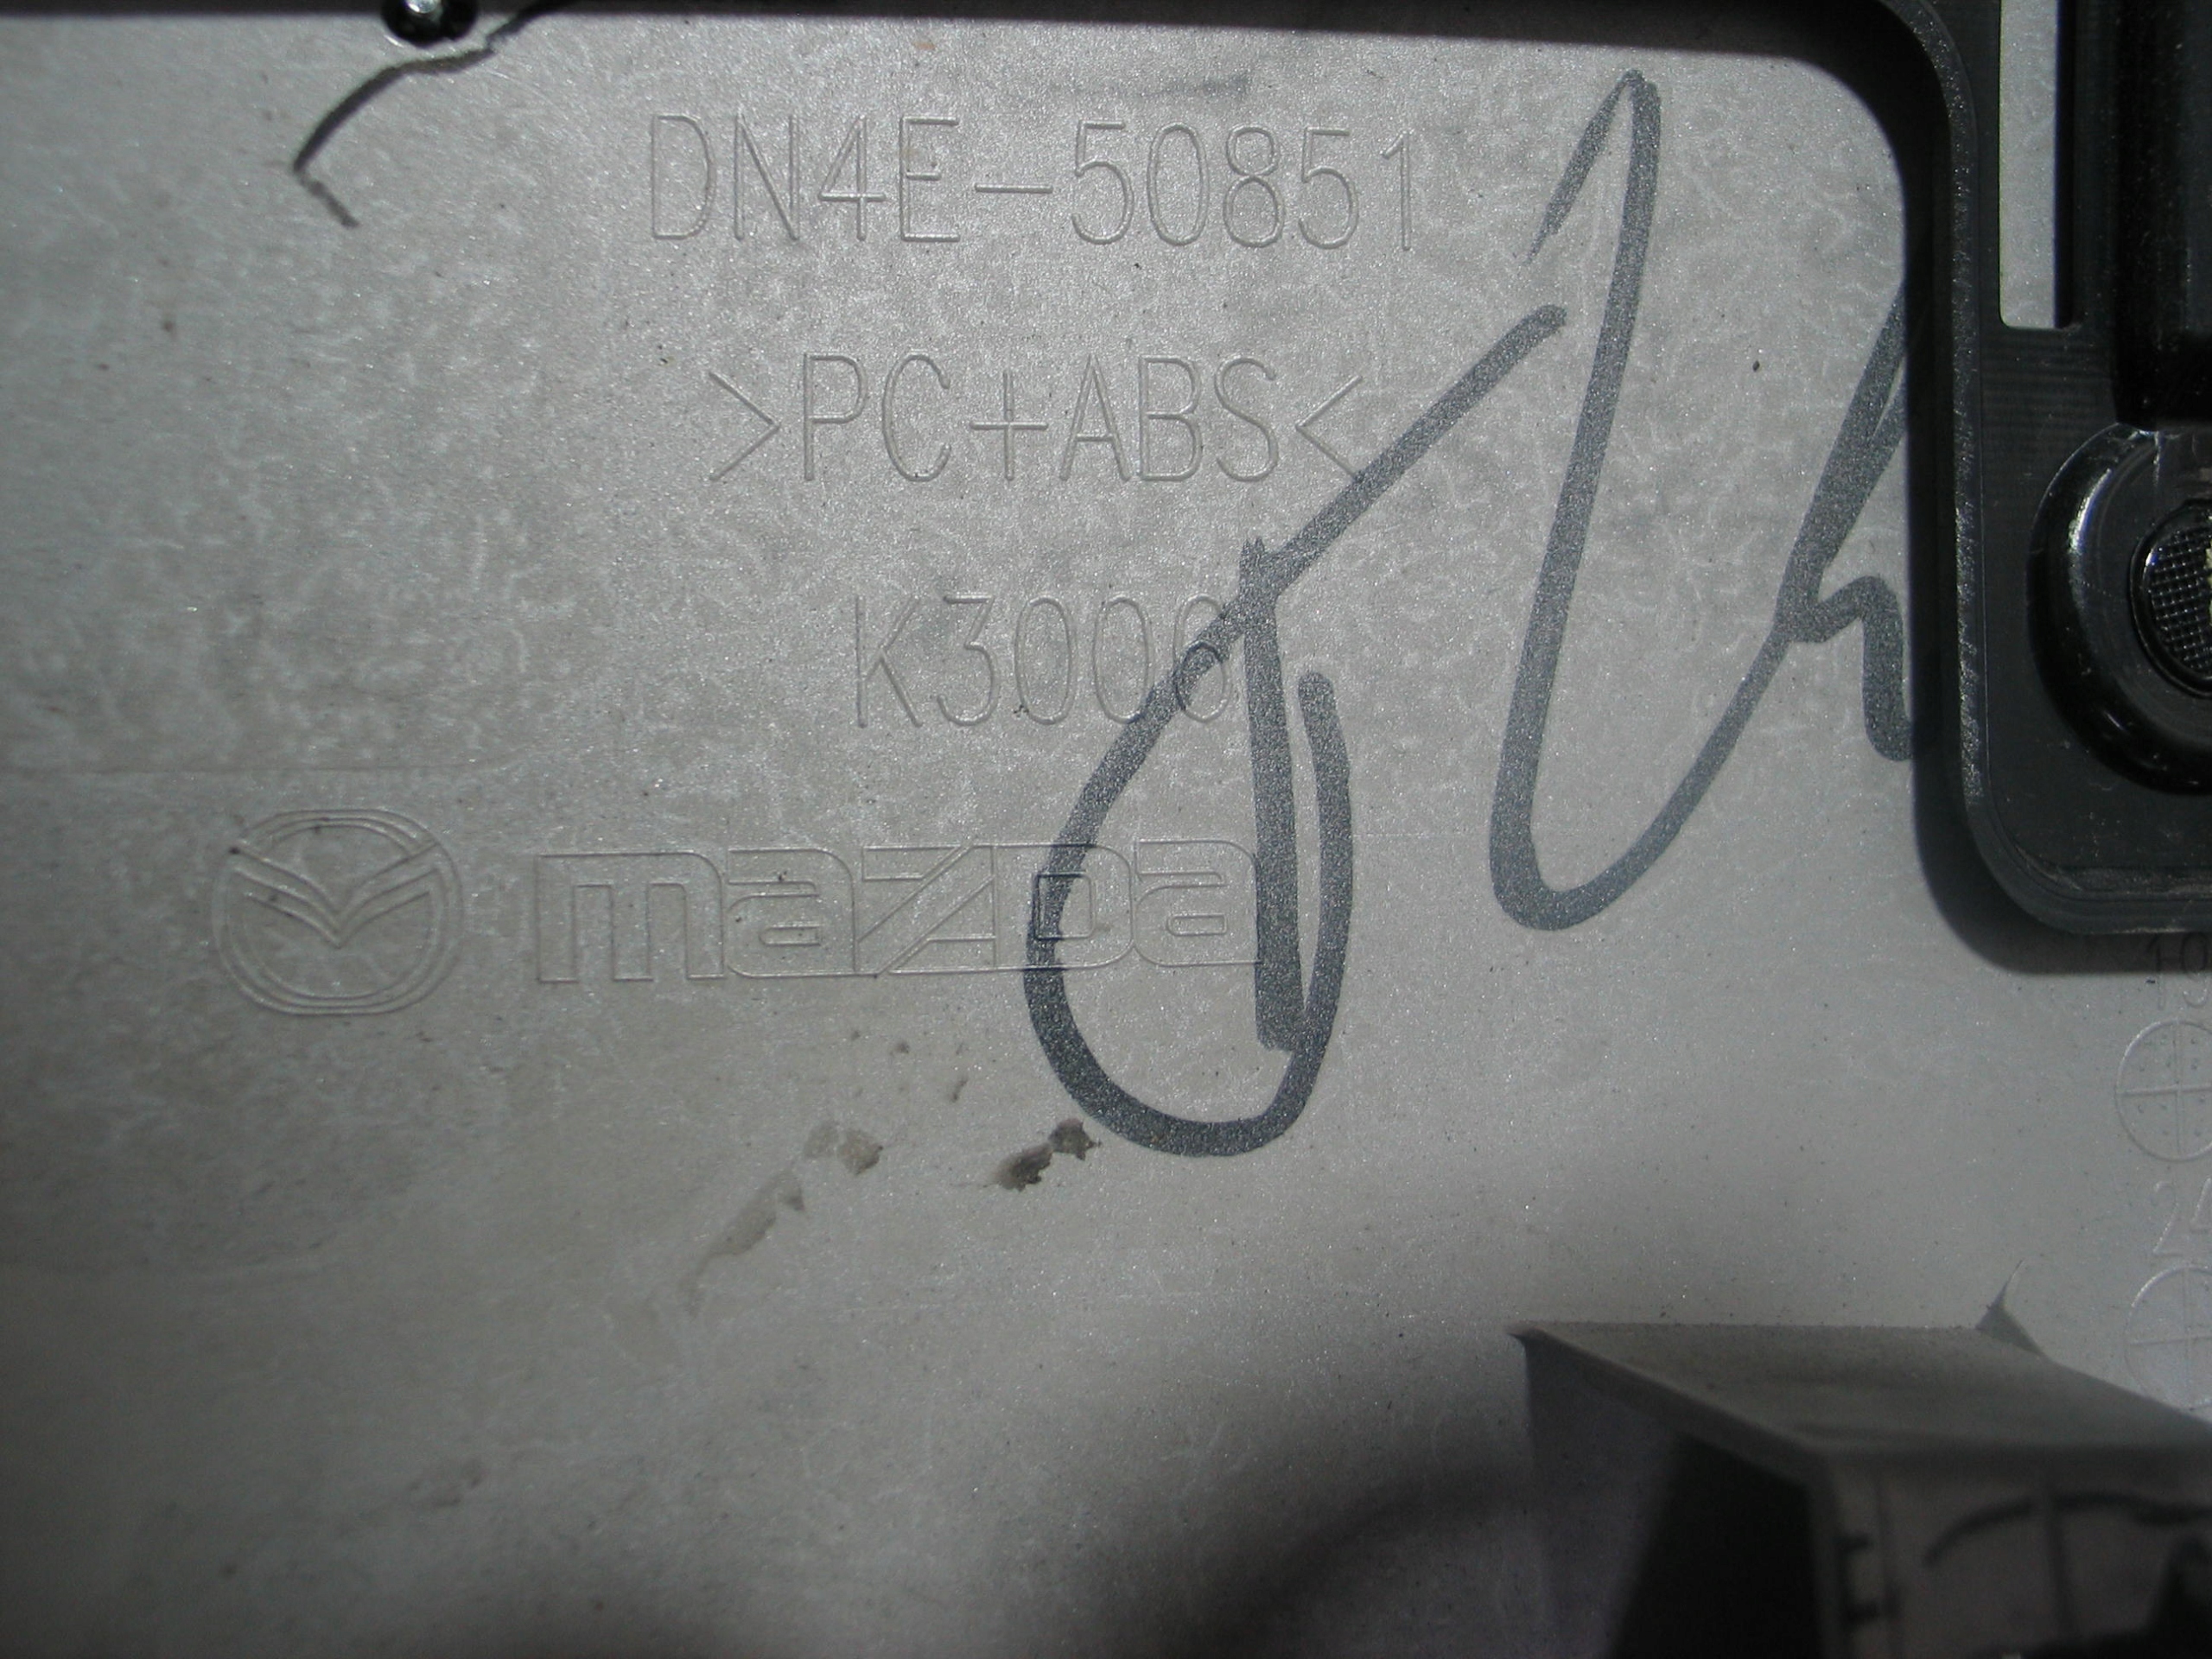 DN4E-50851
>PC+ABS<
K3000
mazda